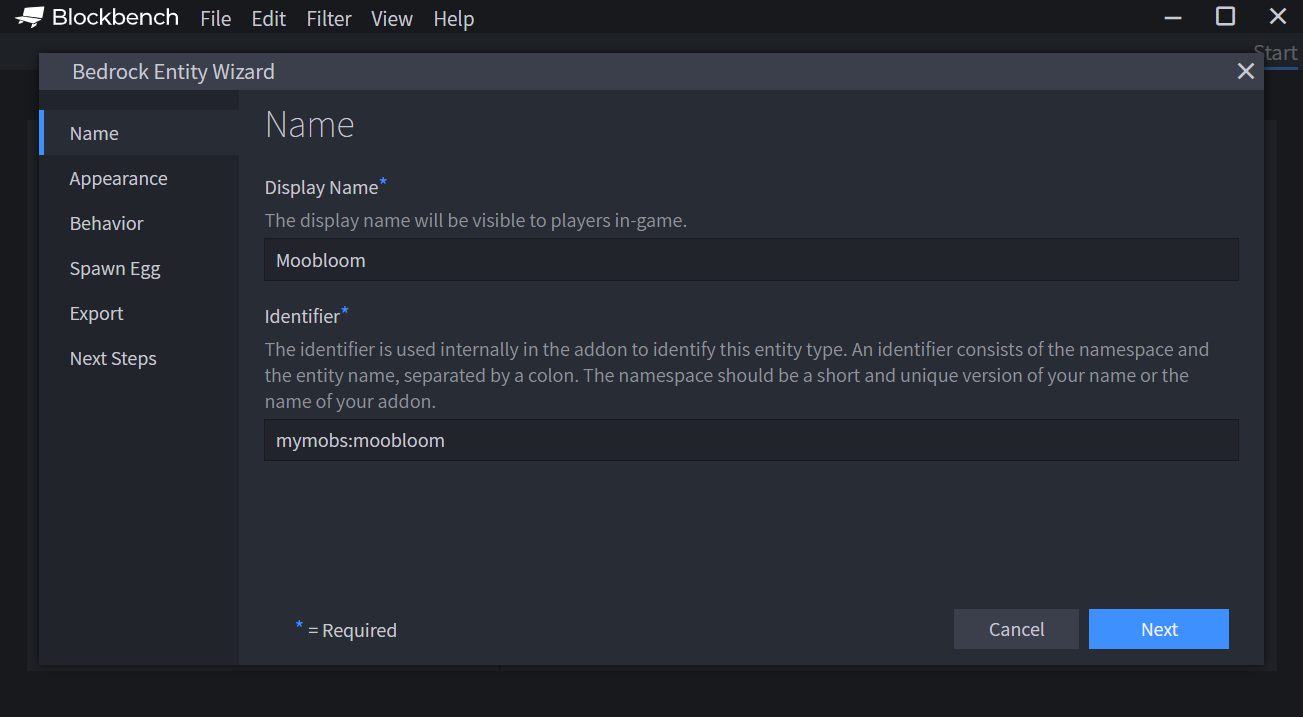 Blockbench File Edit Filter View Help
Start
Bedrock Entity Wizard
Name
Appearance
Behavior
Spawn Egg
Export
Next Steps
Name
Display Name*
The display name will be visible to players in-game.
Moobloom
Identifier*
The identifier is used internally in the addon to identify this entity type. An identifier consists of the namespace and
the entity name, separated by a colon. The namespace should be a short and unique version of your name or the
name of your addon.
mymobs:moobloom
* = Required
Cancel Next